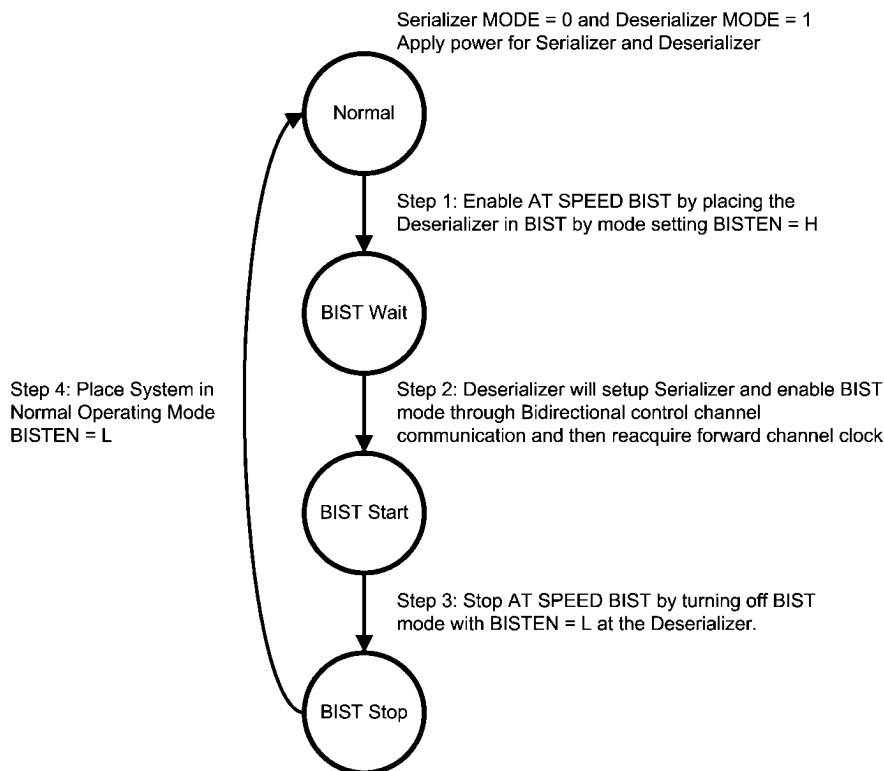 Serializer MODE = 0 and Deserializer MODE = 1
Apply power for Serializer and Deserializer
Normal
Step 1: Enable AT SPEED BIST by placing the
Deserializer in BIST by mode setting BISTEN = H
BIST Wait
Step 2: Deserializer will setup Serializer and enable BIST
mode through Bidirectional control channel
communication and then reacquire forward channel clock
Step 4: Place System in
Normal Operating Mode
BISTEN = L
BIST Start
Step 3: Stop AT SPEED BIST by turning off BIST
mode with BISTEN = L at the Deserializer.
BIST Stop